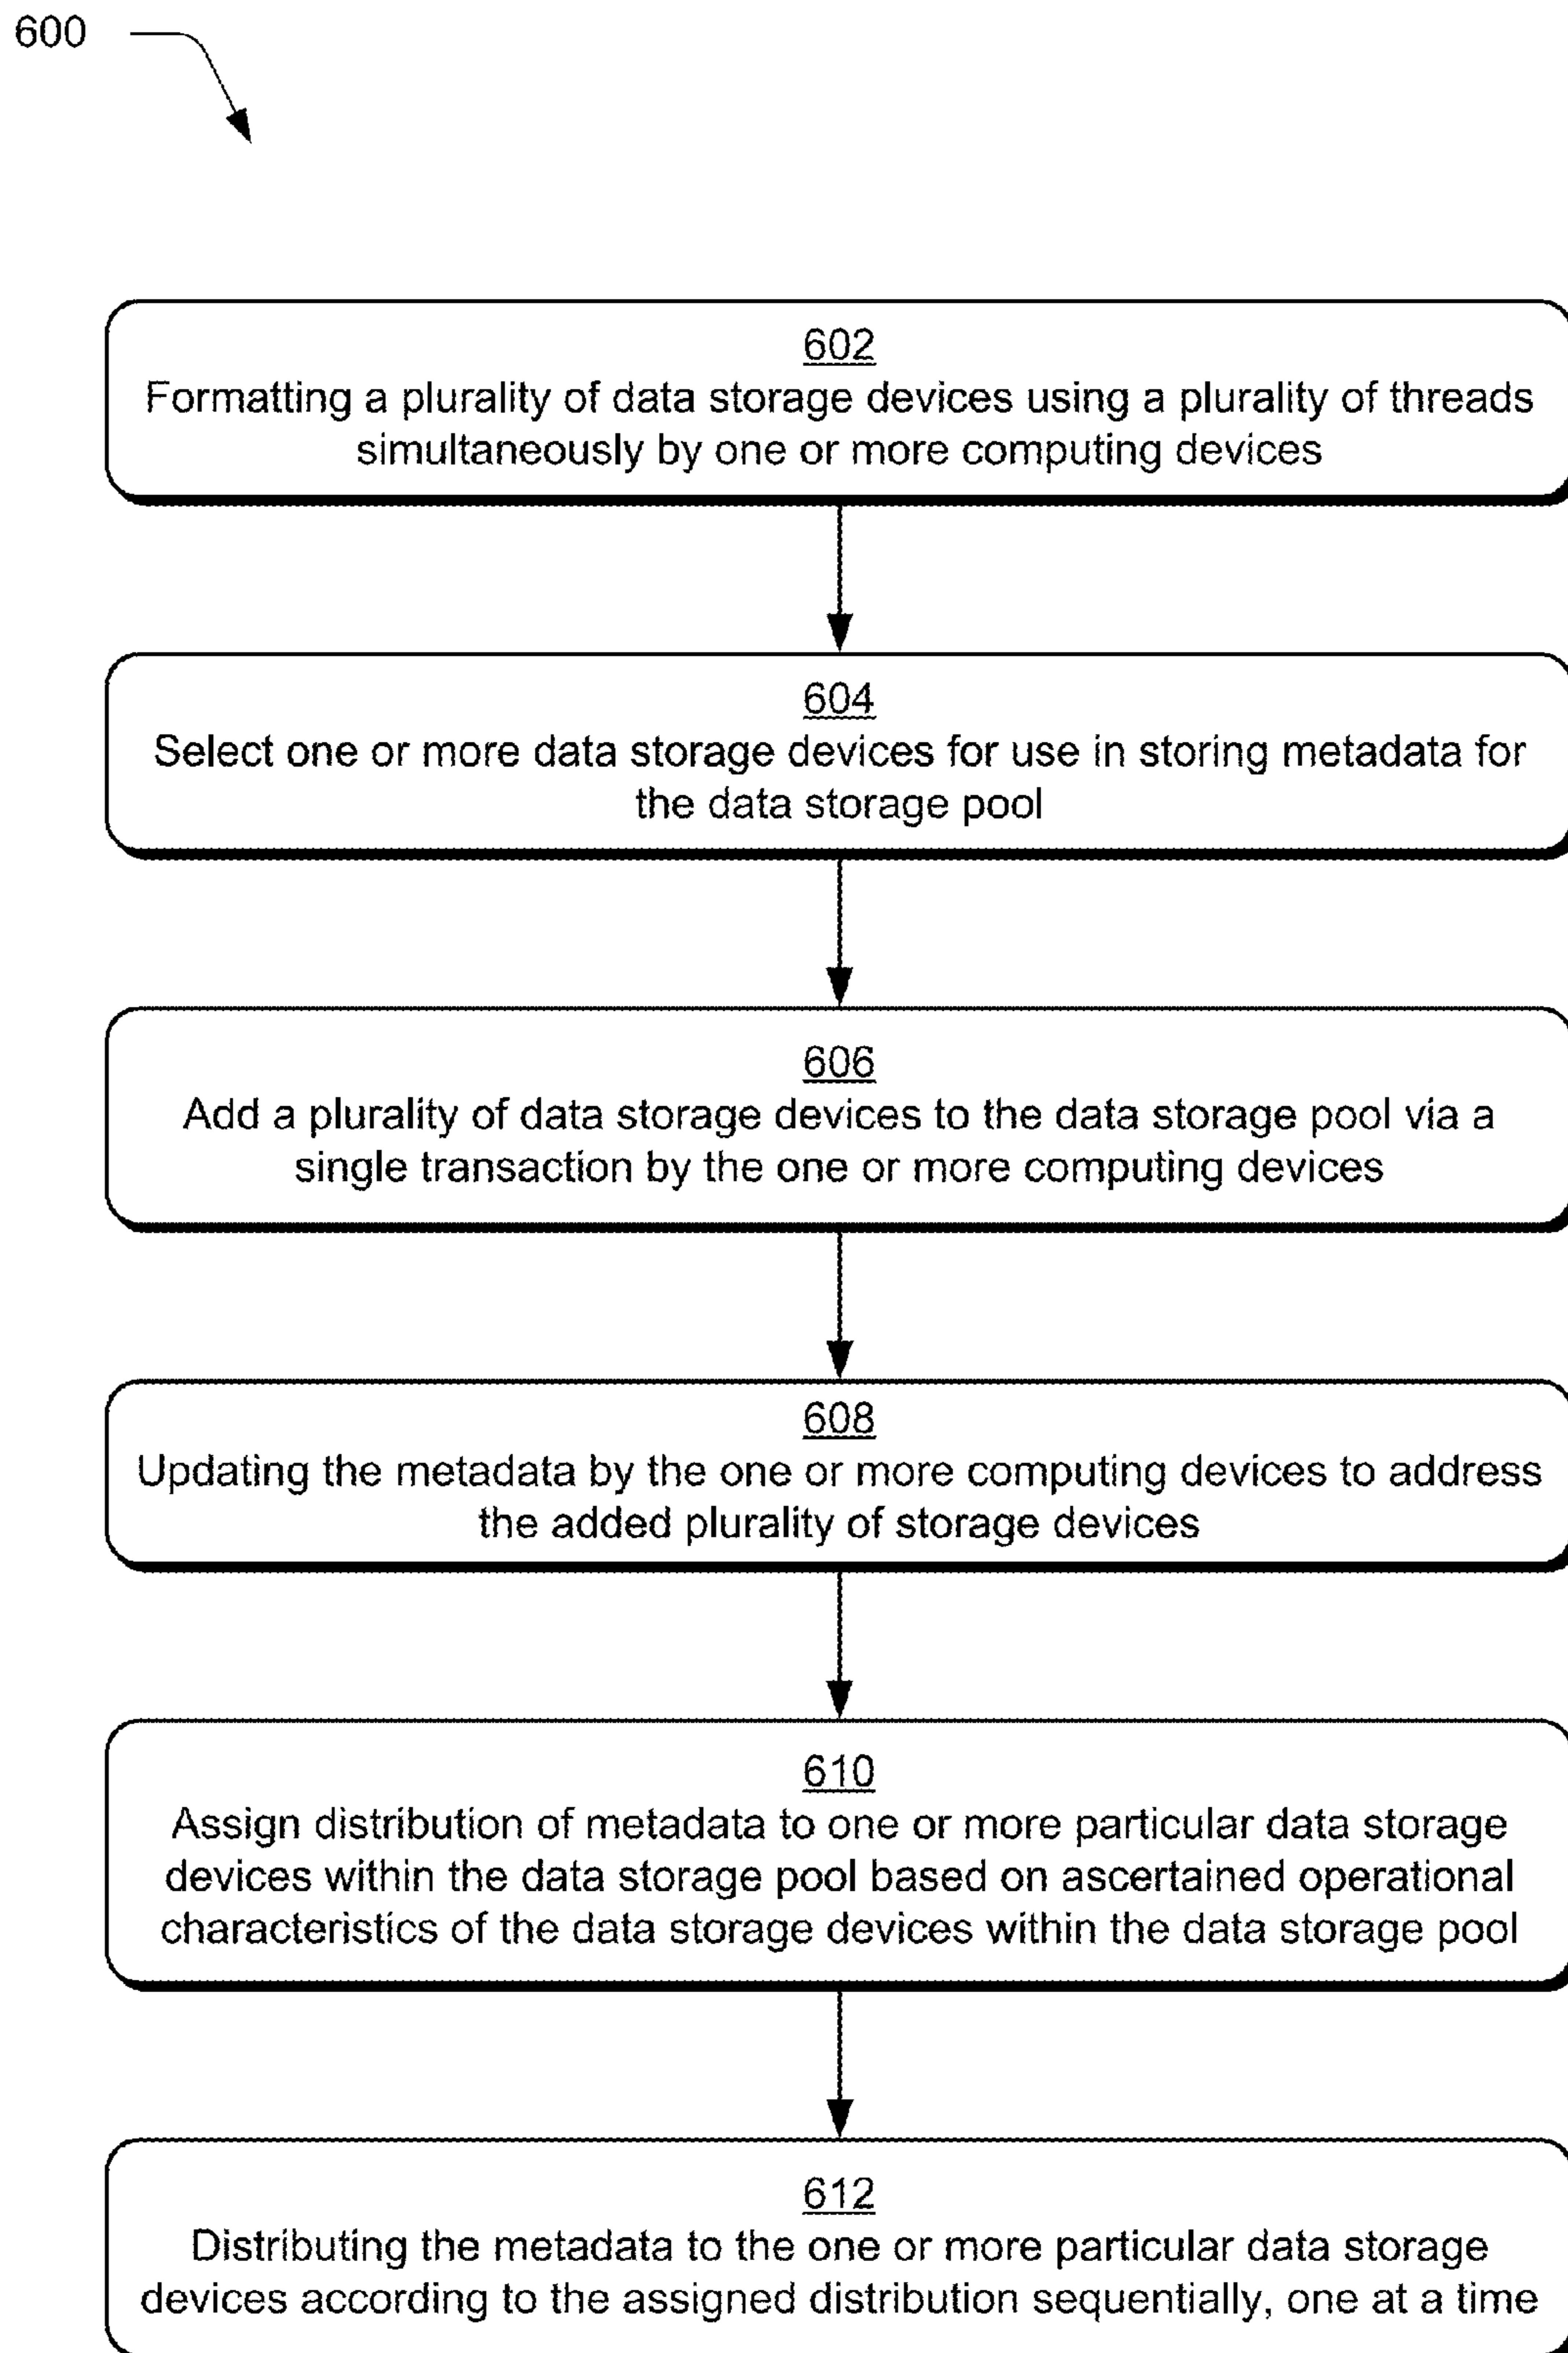 600
602
Formatting a plurality of data storage devices using a plurality of threads
simultaneously by one or more computing devices
604
Select one or more data storage devices for use in storing metadata for
the data storage pool
606
Add a plurality of data storage devices to the data storage pool via a
single transaction by the one or more computing devices
608
Updating the metadata by the one or more computing devices to address
the added plurality of storage devices
610
Assign distribution of metadata to one or more particular data storage
devices within the data storage pool based on ascertained operational
characteristics of the data storage devices within the data storage pool
612
Distributing the metadata to the one or more particular data storage
devices according to the assigned distribution sequentially, one at a time